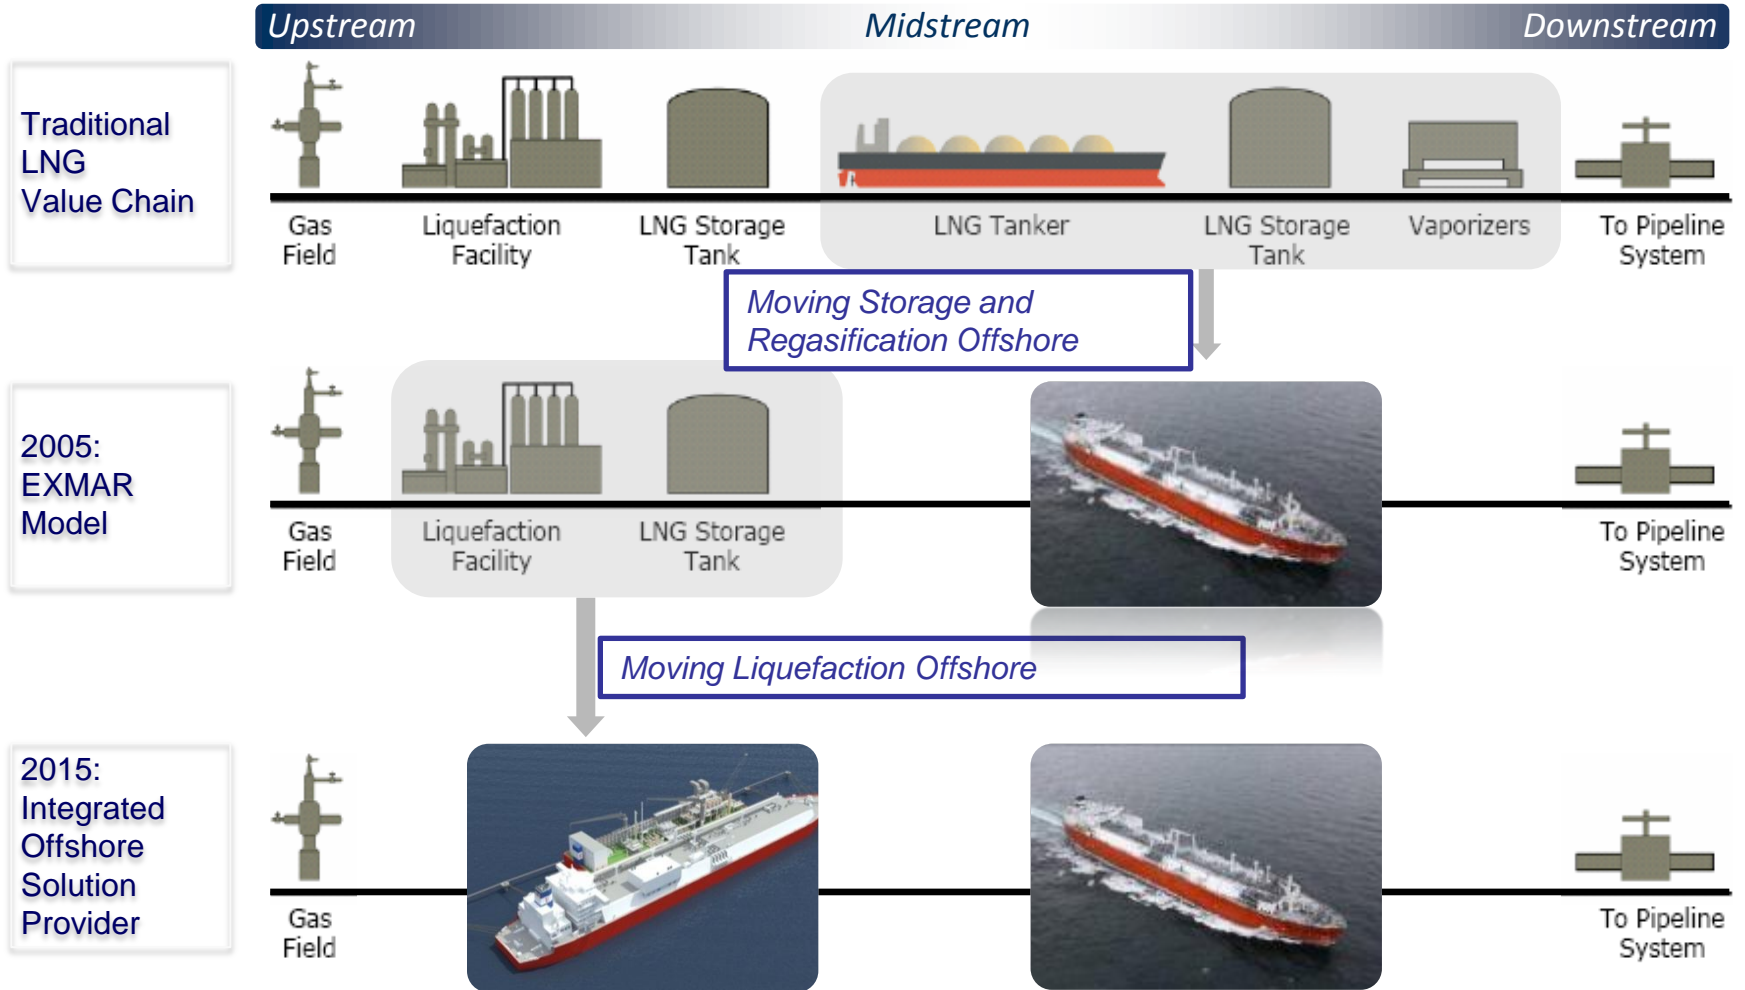 Upstream Midstream Downstream
Traditional
LNG
Value Chain
Gas
Field
Liquefaction
Facility
LNG Storage
Tank
LNG Tanker
LNG Storage
Tank
Vaporizers
To Pipeline
System
Moving Storage and
Regasification Offshore
2005:
EXMAR
Model
Gas
Field
Liquefaction
Facility
LNG Storage
Tank
To Pipeline
System
Moving Liquefaction Offshore
2015:
Integrated
Offshore
Solution
Provider
Gas
Field
To Pipeline
System